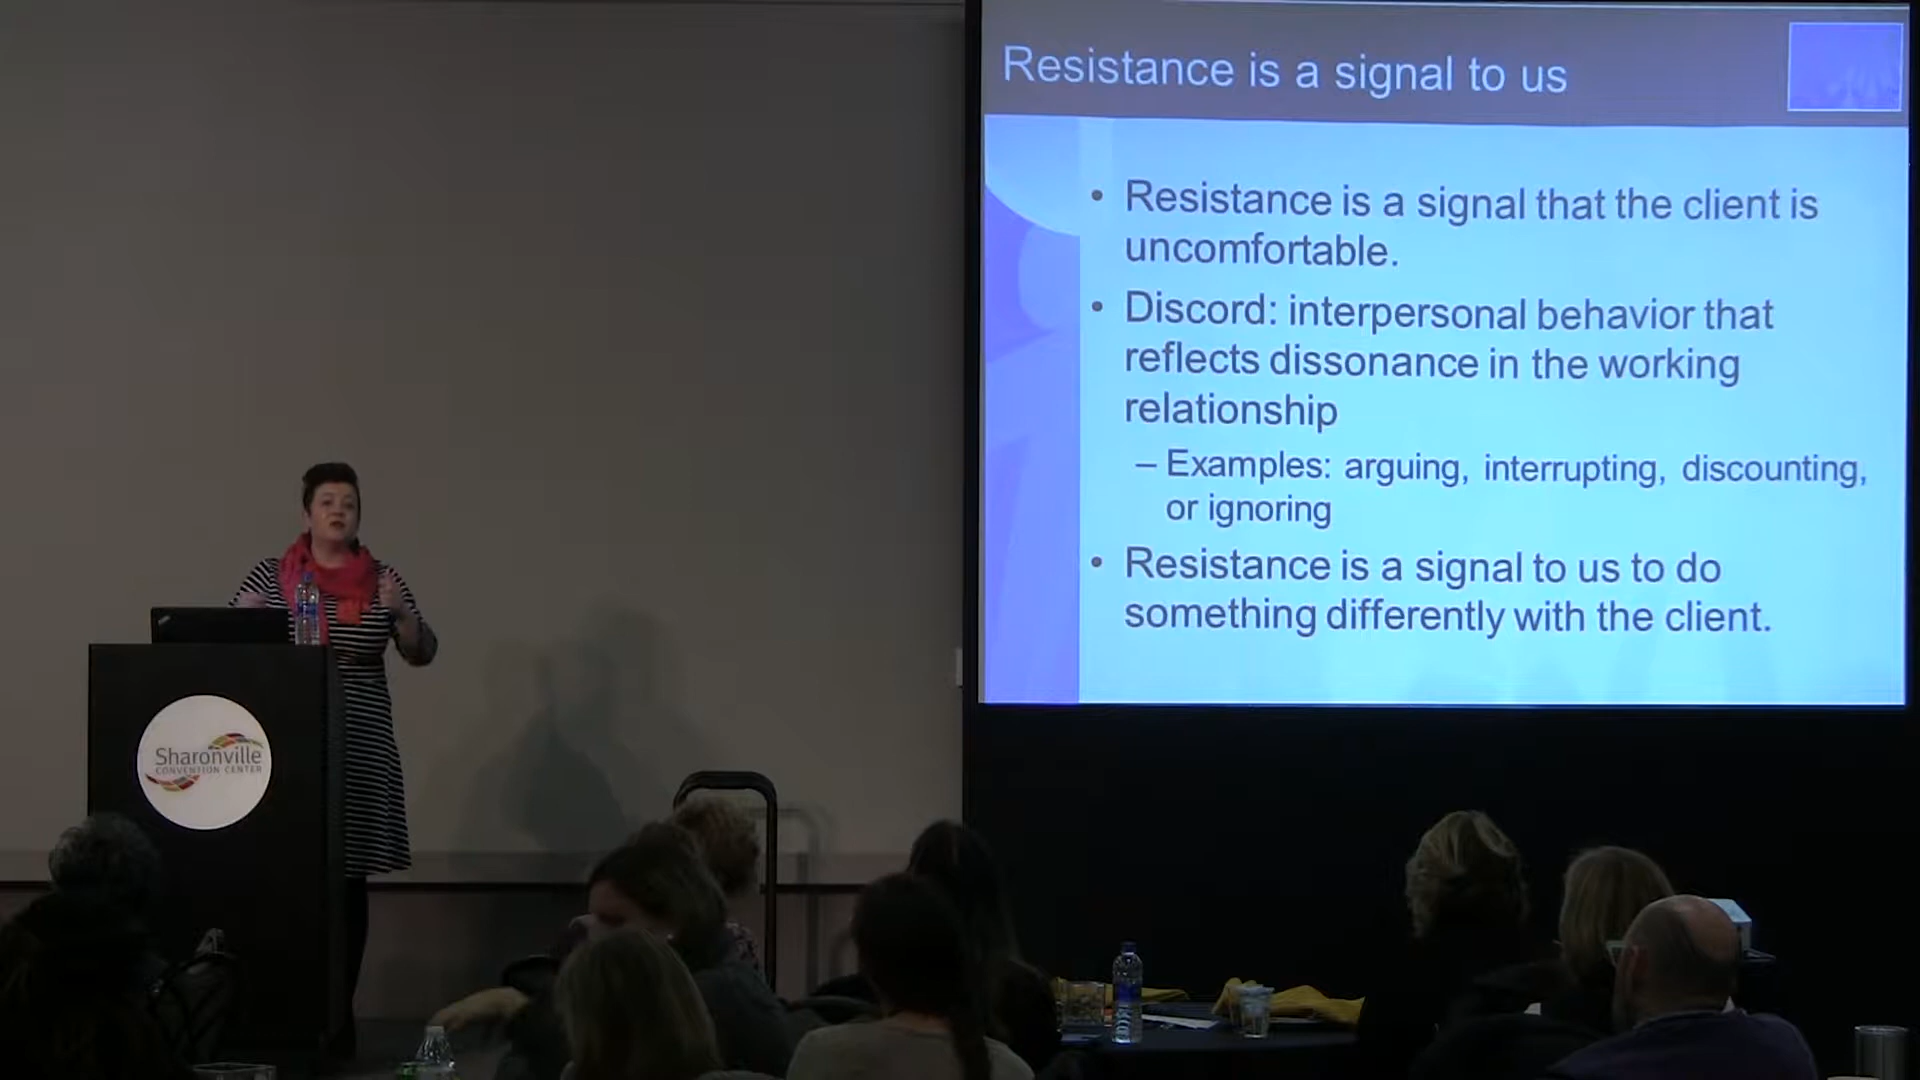 Resistance is a signal to us
• Resistance is a signal that the client is
uncomfortable.
• Discord: interpersonal behavior that
reflects dissonance in the working
relationship
– Examples: arguing, interrupting, discounting,
or ignoring
• Resistance is a signal to us to do
something differently with the client.
Sharonville
CONVENTION CENTER